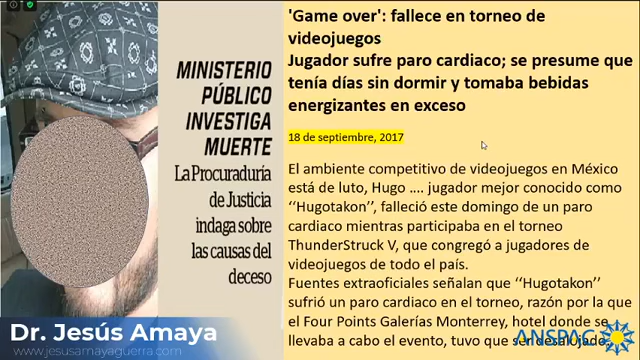 MINISTERIO
PÚBLICO
INVESTIGA
MUERTE
La Procuraduría
de Justicia
indaga sobre
las causas del
deceso
'Game over': fallece en torneo de
videojuegos
Jugador sufre paro cardiaco; se presume que
tenía días sin dormir y tomaba bebidas
energizantes en exceso
18 de septiembre, 2017
El ambiente competitivo de videojuegos en México
está de luto, Hugo .... jugador mejor conocido como
‘‘Hugotakon’’, falleció este domingo de un paro
cardiaco mientras participaba en el torneo
ThunderStruck V, que congregó a jugadores de
videojuegos de todo el país.
Fuentes extraoficiales señalan que ‘‘Hugotakon’’
sufrió un paro cardiaco en el torneo, razón por la que
el Four Points Galerías Monterrey, hotel donde se
llevaba a cabo el evento, tuvo que ser desalojado.
Dr. Jesús Amaya
www.jesusamayaguerra.com
ANSPAC